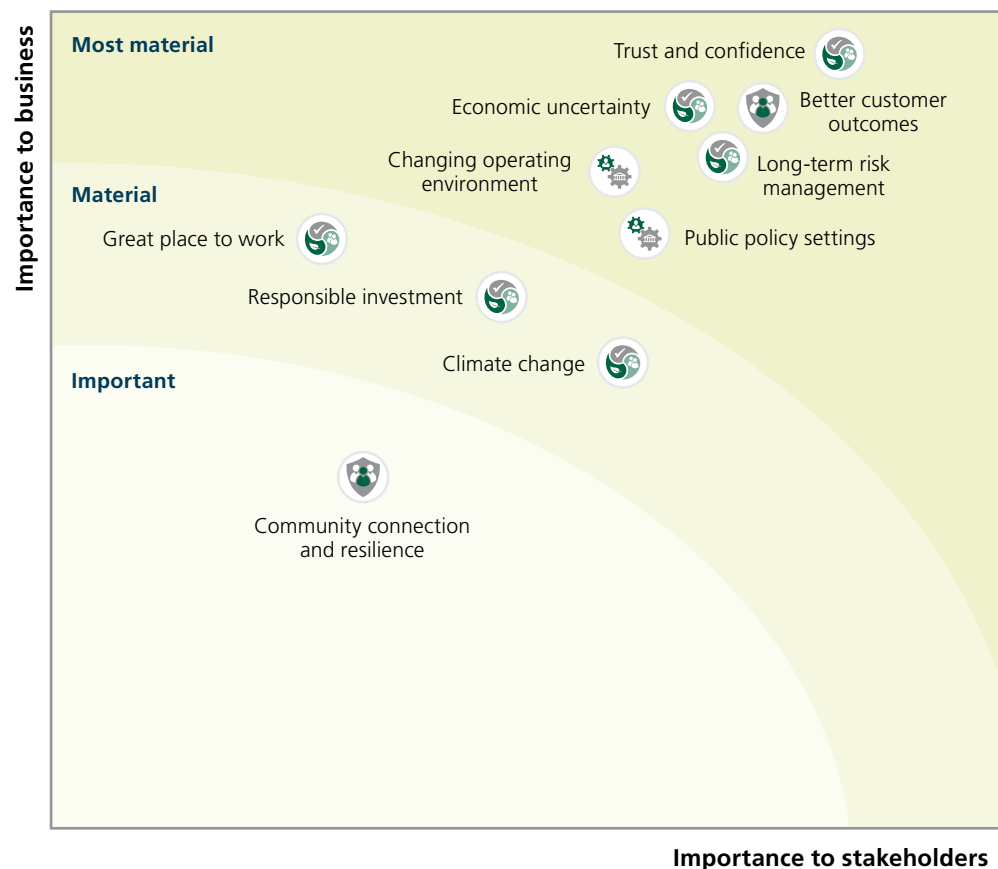 Importance to business
Most material
Trust and confidence
Economic uncertainty
Better customer
outcomes
Changing operating
environment
Long-term risk
management
Material
Great place to work
Public policy settings
Responsible investment
Climate change
Important
Community connection
and resilience
Importance to stakeholders